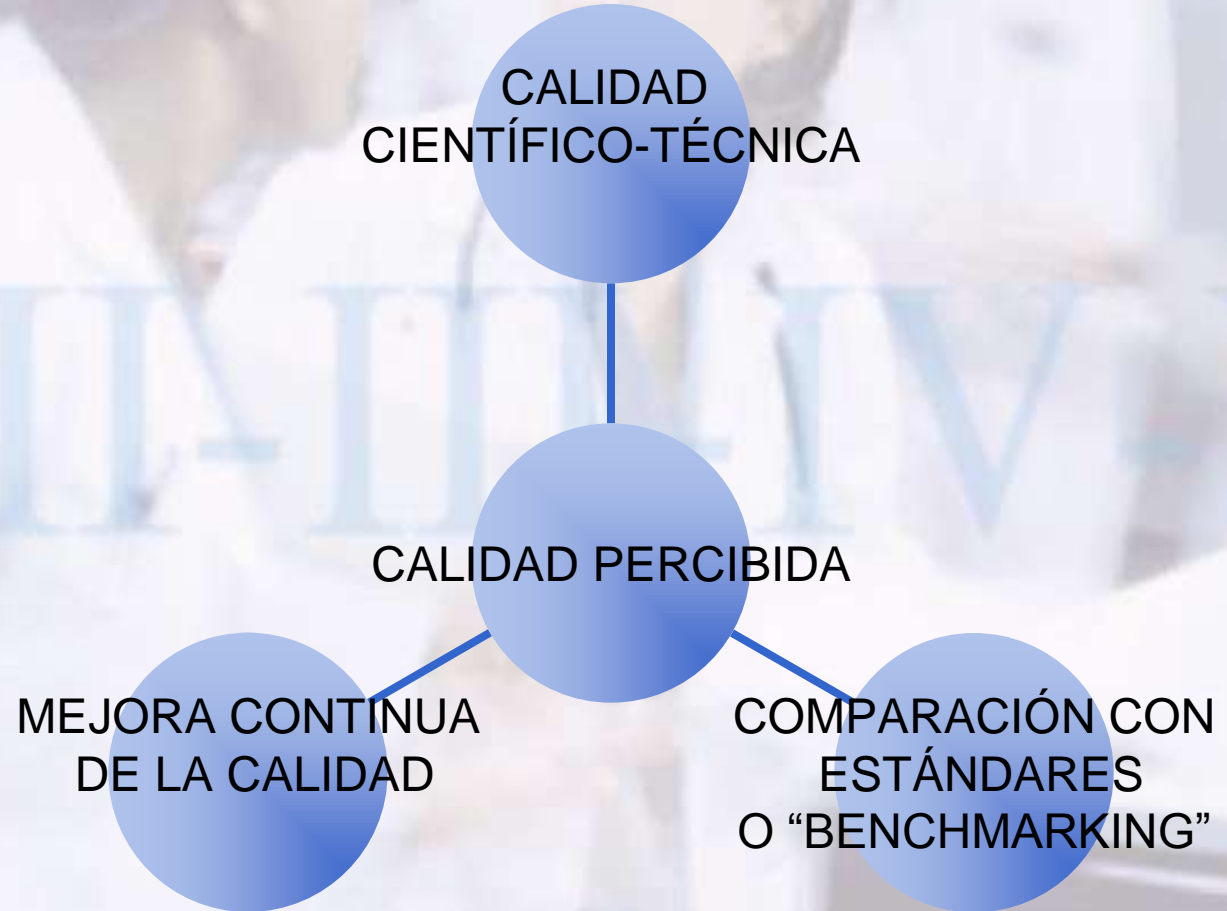 CALIDAD
CIENTÍFICO-TÉCNICA
CALIDAD PERCIBIDA
MEJORA CONTINUA
DE LA CALIDAD
COMPARACIÓN CON
ESTÁNDARES
O “BENCHMARKING”